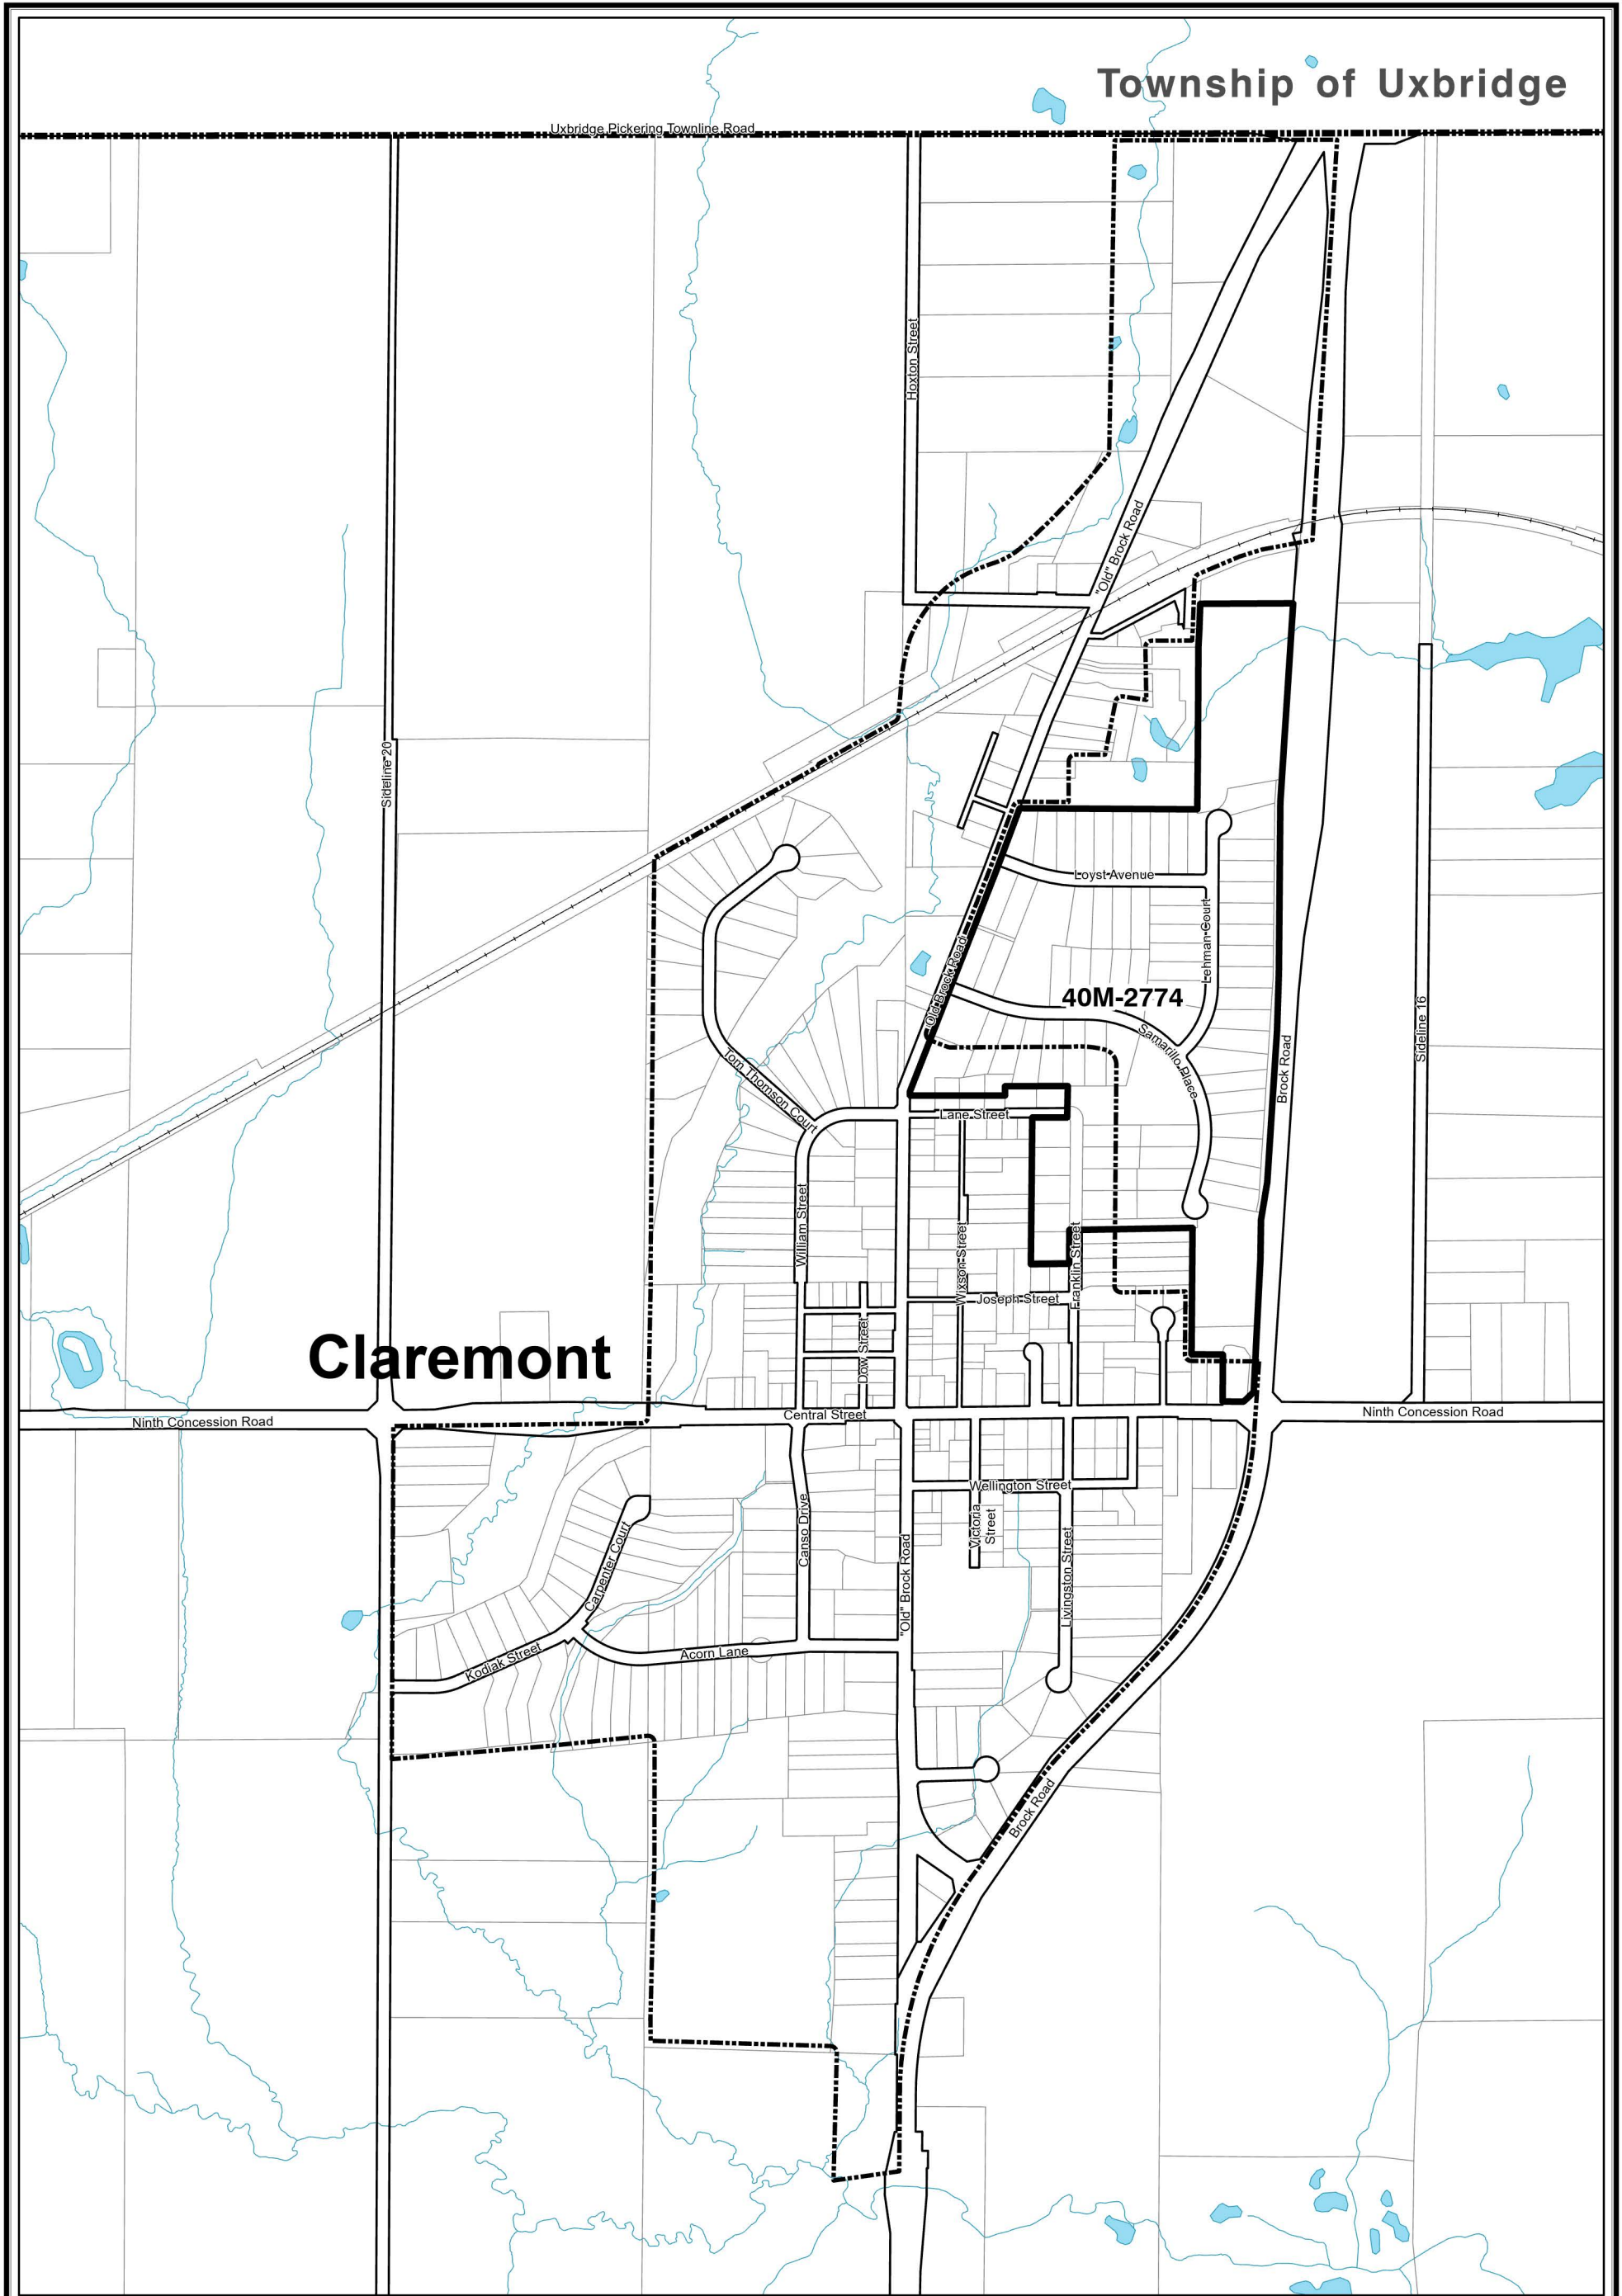 Township of Uxbridge
Uxbridge Pickering Townline Road
Hoxton Street
"Old" Brock Road
Sideline 20
Loyst Avenue
Lehman Court
Old Brock Road
40M-2774
Samarillo Place
Sideline 16
Brock Road
Tom Thomson Court
Lane Street
William Street
Wixson Street
Franklin Street
Joseph Street
Dow Street
Claremont
Central Street
Ninth Concession Road
Ninth Concession Road
Wellington Street
Victoria
Street
Canso Drive
Carpenter Court
"Old" Brock Road
Livingston Street
Acorn Lane
Kodiak Street
Brock Road